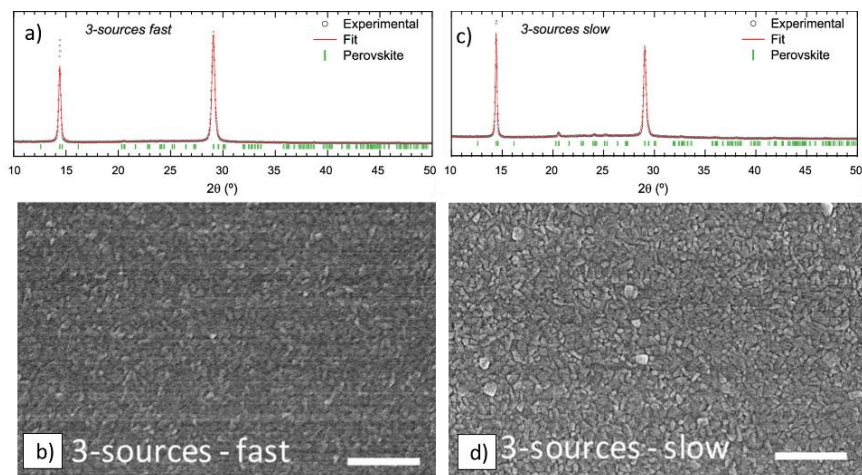 a)
3-sources fast
Experimental
Fit
Perovskite
10 15 20 25 30 35 40 45 50
2θ (º)
c)
3-sources slow
Experimental
Fit
Perovskite
10 15 20 25 30 35 40 45 50
2θ (º)
b) 3-sources - fast
d) 3-sources - slow